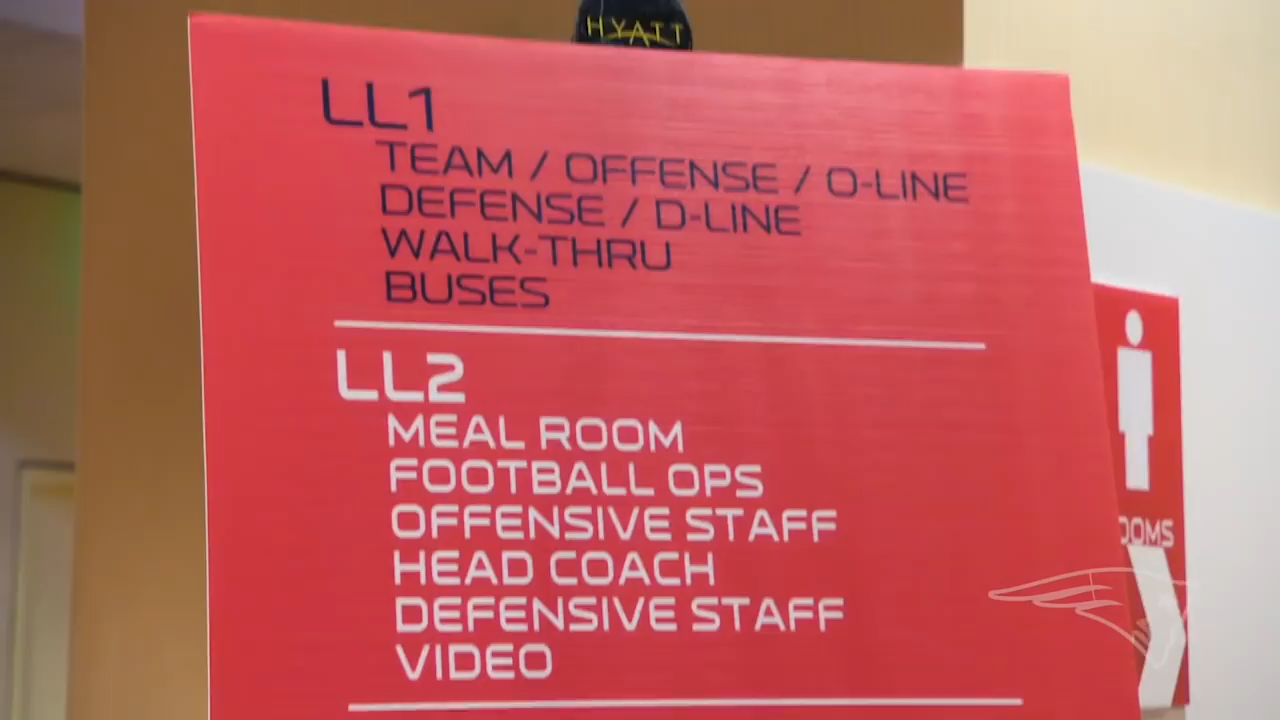 HYATT
LL1
TEAM / OFFENSE / O-LINE
DEFENSE / D-LINE
WALK-THRU
BUSES
LL2
MEAL ROOM
FOOTBALL OPS
OFFENSIVE STAFF
HEAD COACH
DEFENSIVE STAFF
VIDEO
OOMS